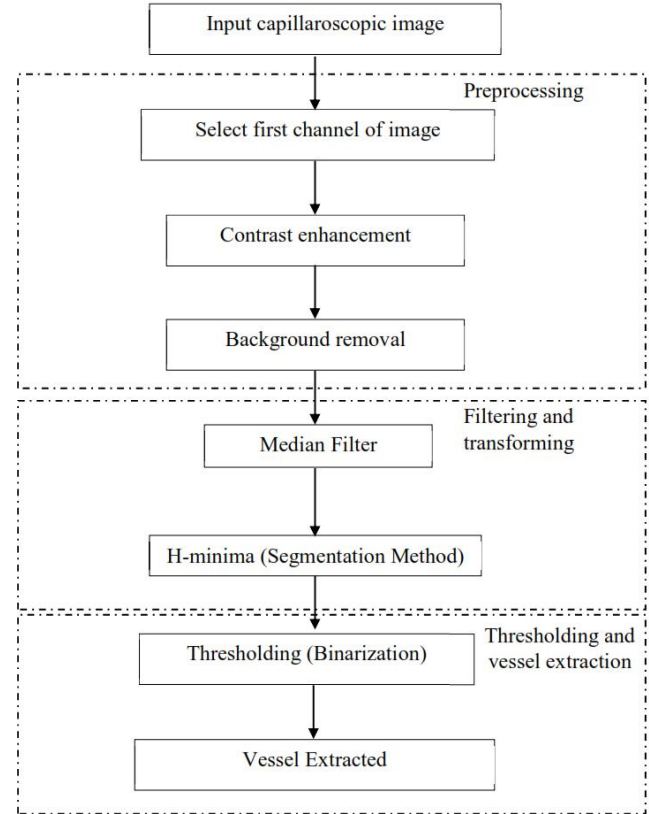 Input capillaroscopic image
Preprocessing
Select first channel of image
Contrast enhancement
Background removal
Filtering and
transforming
Median Filter
H-minima (Segmentation Method)
Thresholding and
vessel extraction
Thresholding (Binarization)
Vessel Extracted